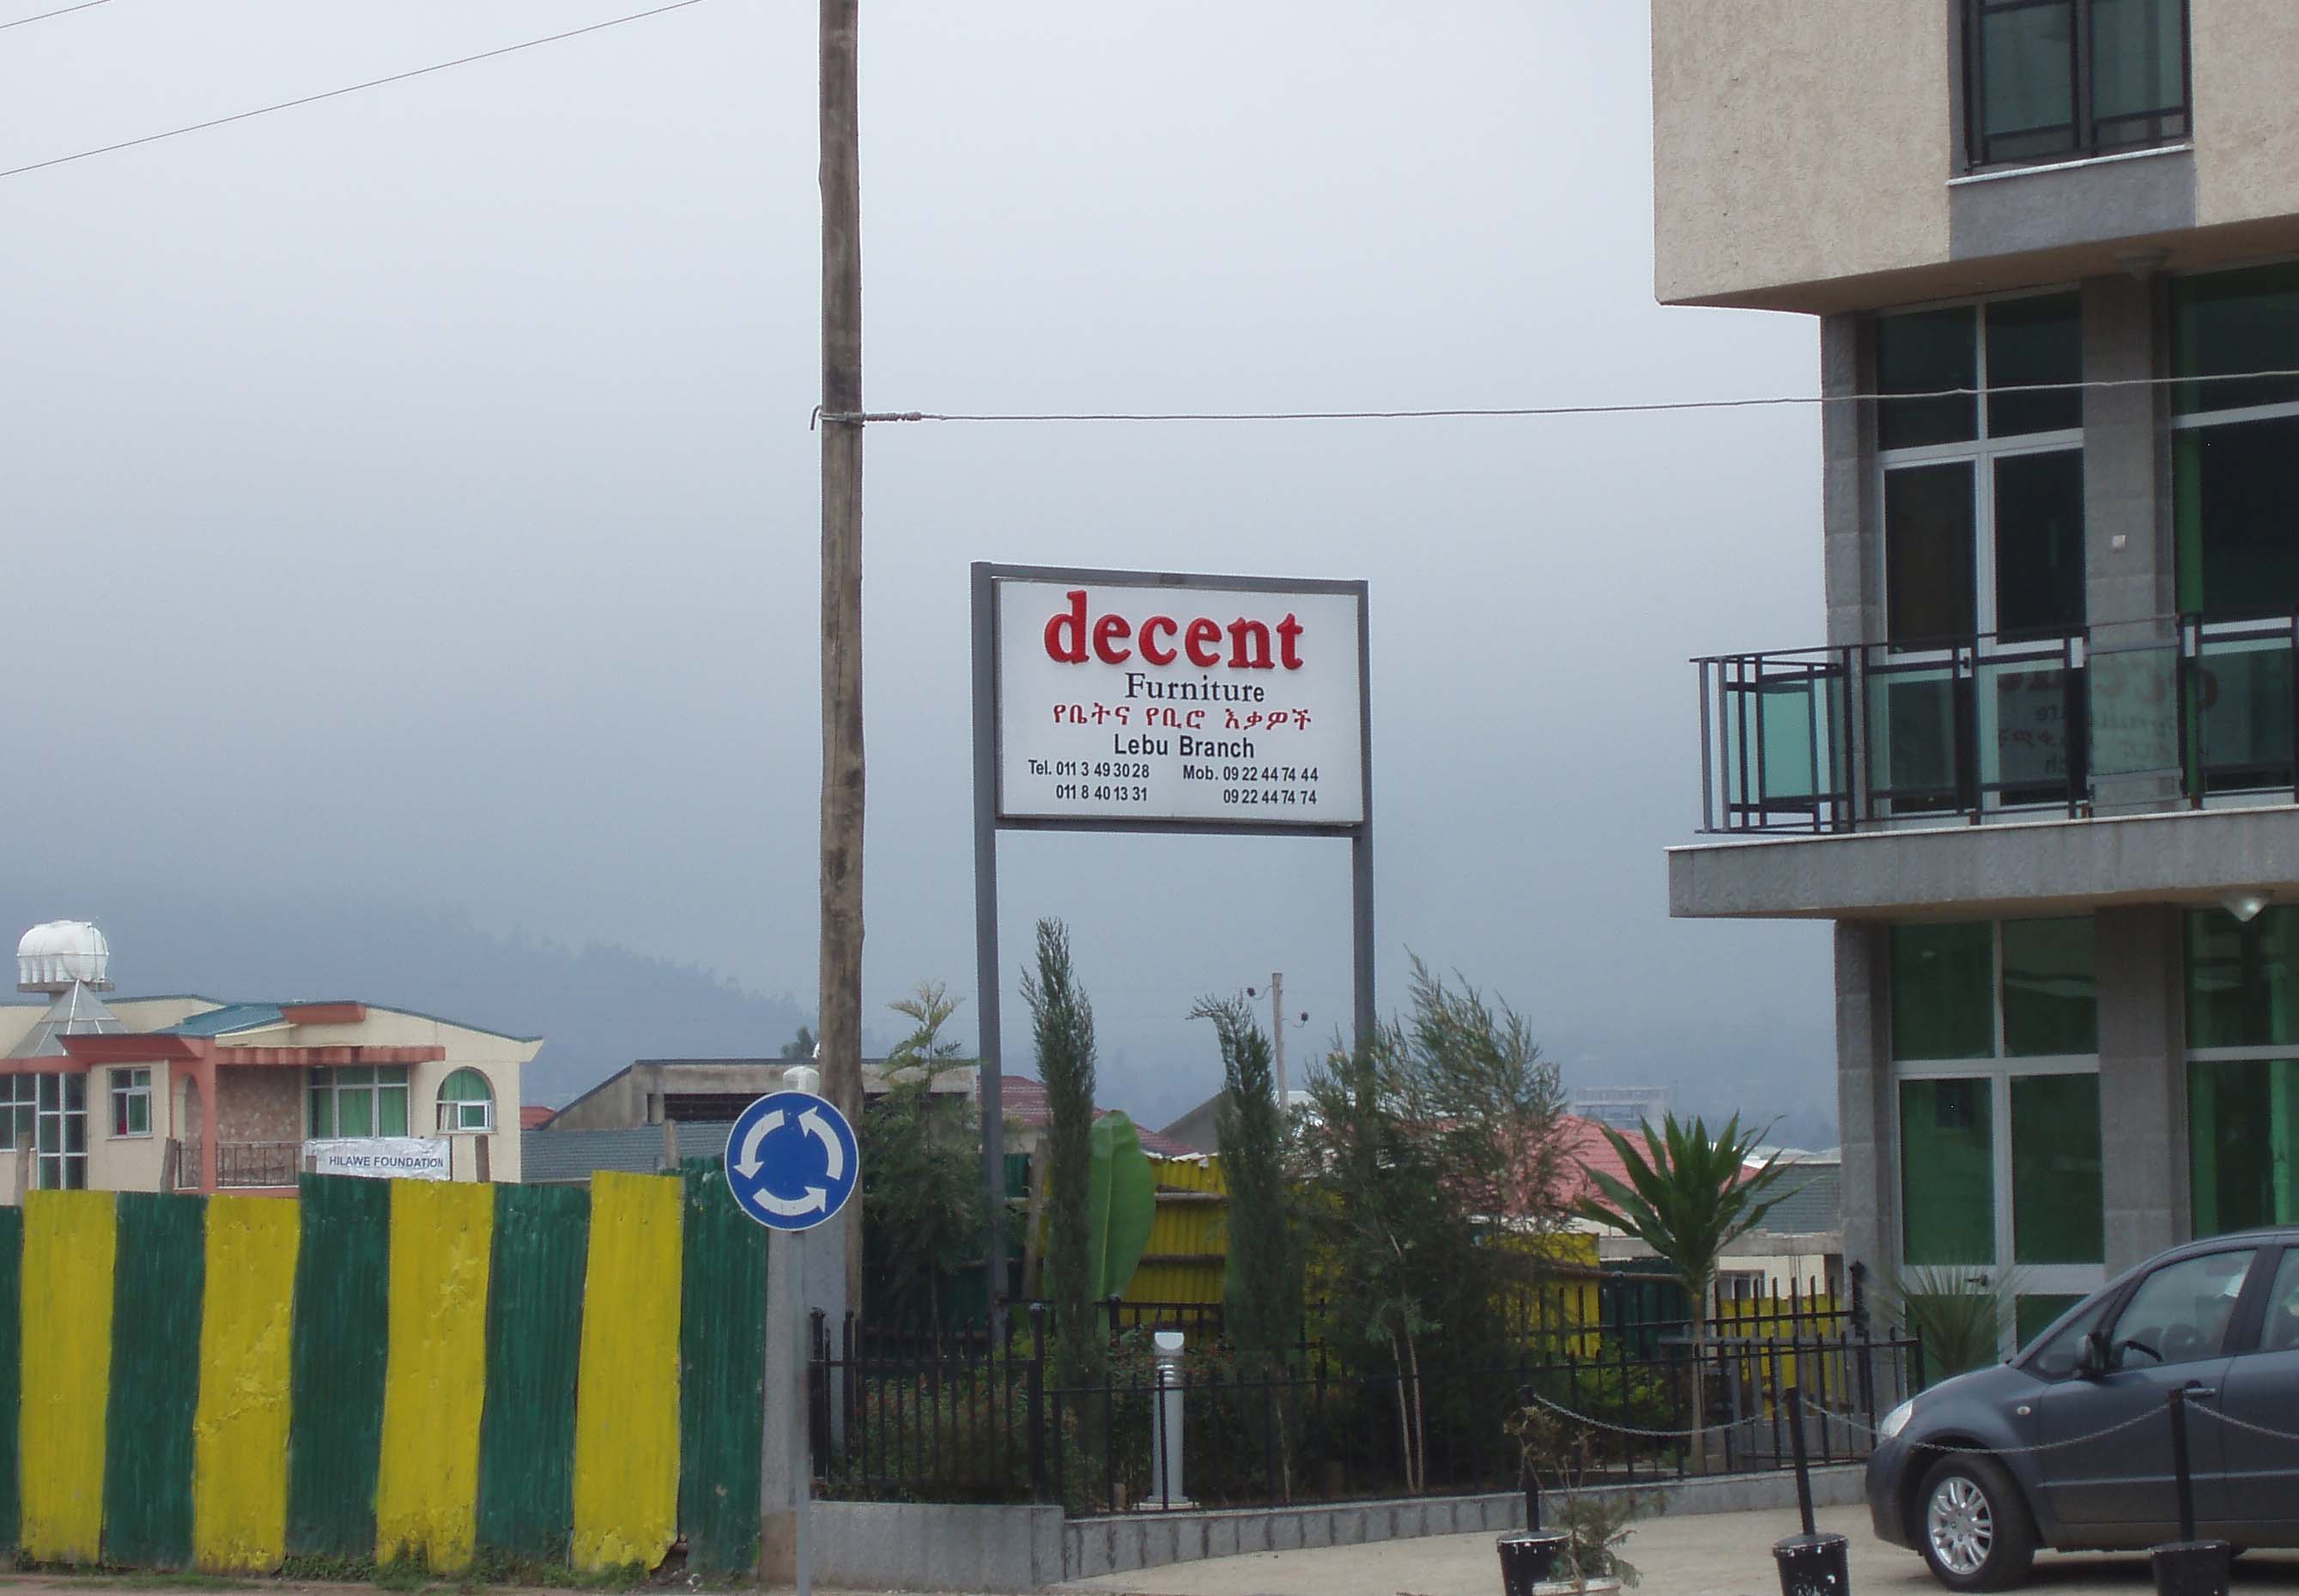 decent
Furniture
የቤትና የቢሮ እቃዎች
Lebu Branch
Tel. 011 3 49 30 28 Mob. 09 22 44 74 44
011 8 40 13 31 09 22 44 74 74
HILAWE FOUNDATION